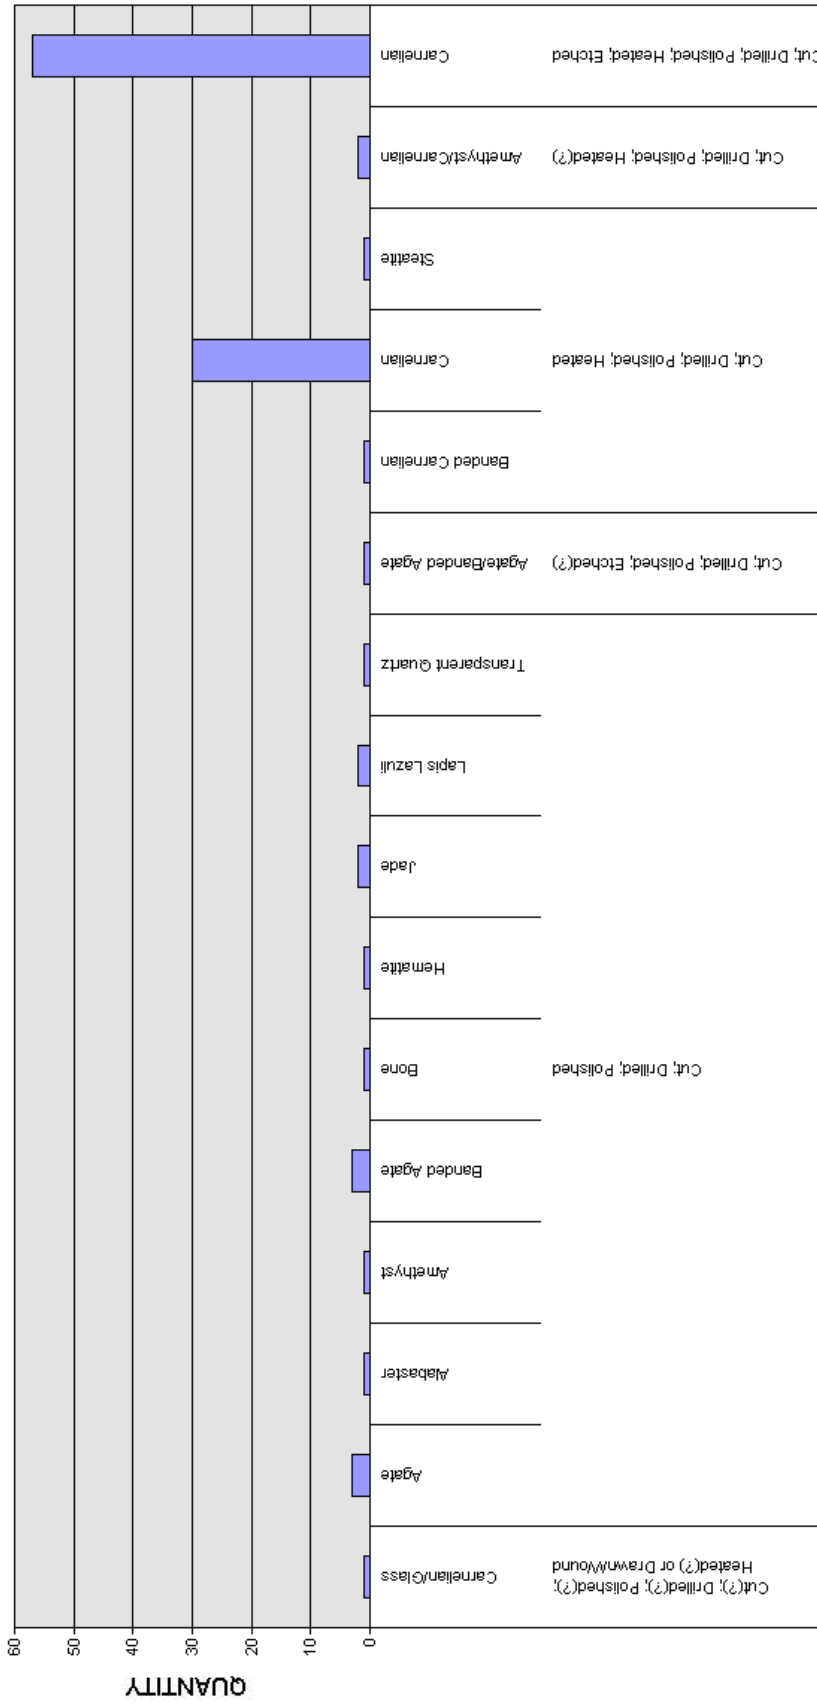 QUANTITY
60
50
40
30
20
10
0
Carnelian/Glass
Cut(?); Drilled(?); Polished(?);
Heated(?) or Drawn/Wound
Agate
Alabaster
Amethyst
Banded Agate
Bone
Hematite
Jade
Lapis Lazuli
Transparent Quartz
Cut; Drilled; Polished
Agate/Banded Agate
Cut; Drilled; Polished; Etched(?)
Banded Carnelian
Carnelian
Steatite
Cut; Drilled; Polished; Heated
Amethyst/Carnelian
Cut; Drilled; Polished; Heated(?)
Carnelian
Cut; Drilled; Polished; Heated; Etched